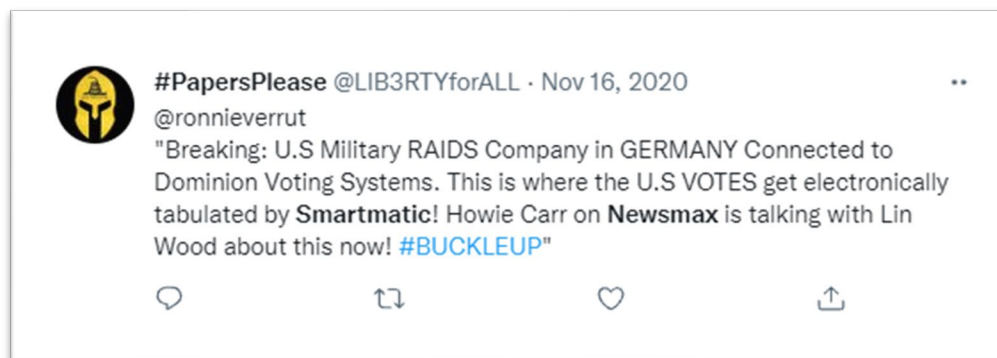 #PapersPlease @LIB3RTYforALL · Nov 16, 2020
@ronnieverrut
"Breaking: U.S Military RAIDS Company in GERMANY Connected to
Dominion Voting Systems. This is where the U.S VOTES get electronically
tabulated by Smartmatic! Howie Carr on Newsmax is talking with Lin
Wood about this now! #BUCKLEUP"